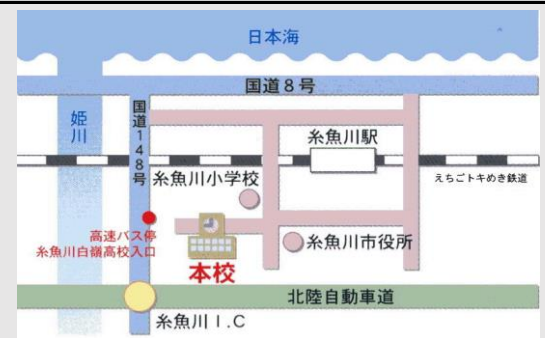 日本海
国道8号
姫川
国道148号
糸魚川駅
えちごトキめき鉄道
糸魚川小学校
高速バス停
糸魚川白嶺高校入口
本校
糸魚川市役所
北陸自動車道
糸魚川I.C